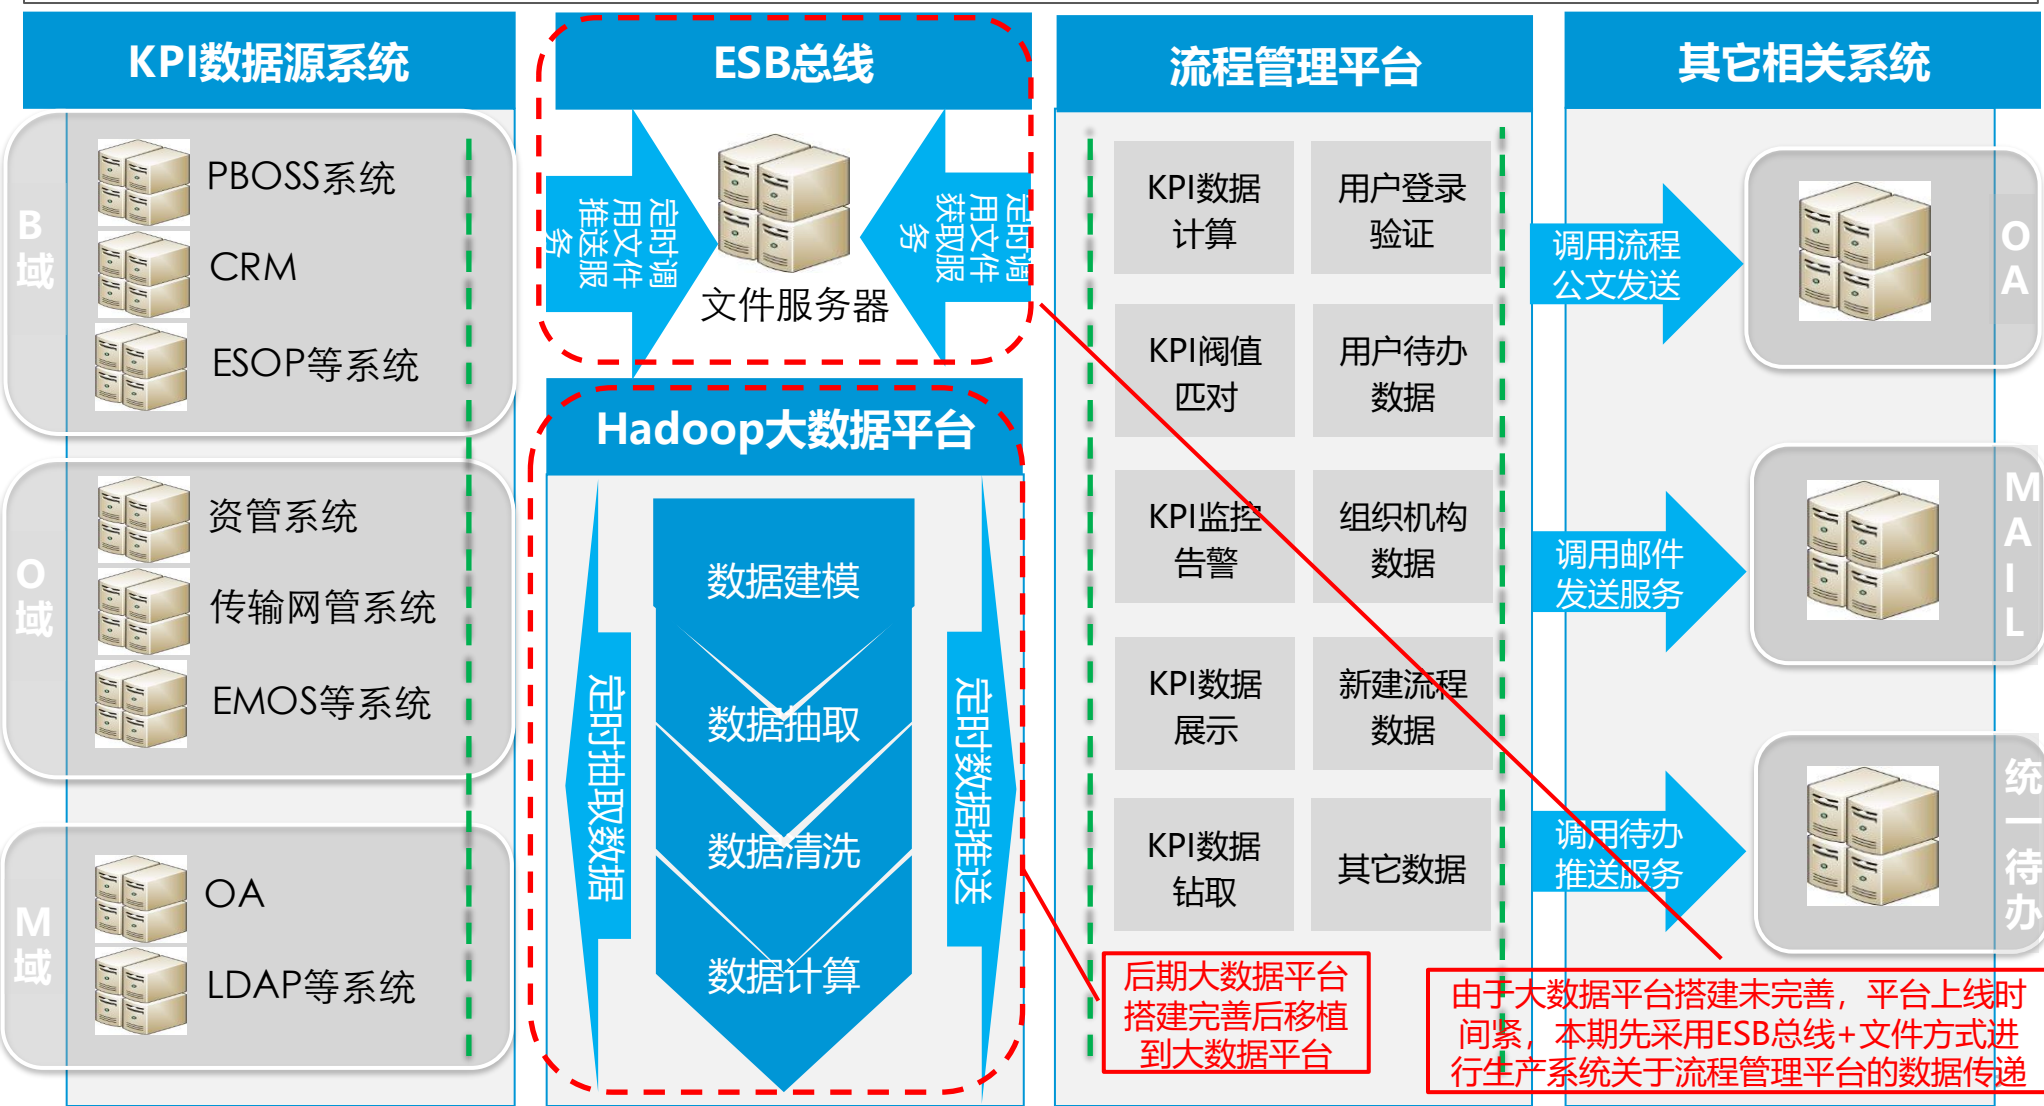 KPI数据源系统
B
域
PBOSS系统
CRM
ESOP等系统
O
域
资管系统
传输网管系统
EMOS等系统
M
域
OA
LDAP等系统
ESB总线
定时调
用文件
推送服
务
文件服务器
定时调
用文件
获取服
务
Hadoop大数据平台
定时抽取数据
数据建模
数据抽取
数据清洗
数据计算
定时数据推送
流程管理平台
KPI数据
计算
用户登录
验证
KPI阀值
匹对
用户待办
数据
KPI监控
告警
组织机构
数据
KPI数据
展示
新建流程
数据
KPI数据
钻取
其它数据
后期大数据平台
搭建完善后移植
到大数据平台
其它相关系统
调用流程
公文发送
O
A
调用邮件
发送服务
M
A
I
L
调用待办
推送服务
统
一
待
办
由于大数据平台搭建未完善，平台上线时
间紧，本期先采用ESB总线+文件方式进
行生产系统关于流程管理平台的数据传递